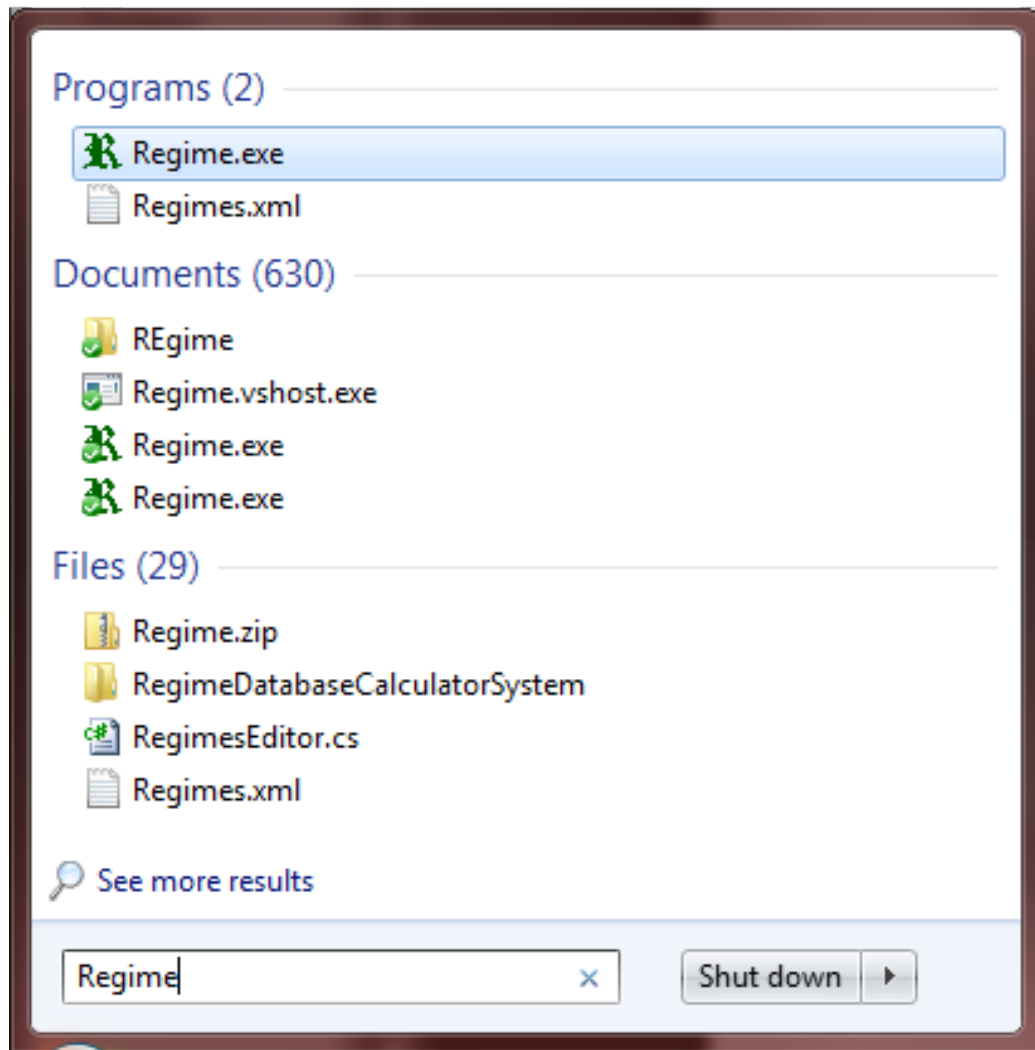 Programs (2)
Regime.exe
Regimes.xml
Documents (630)
REgime
Regime.vshost.exe
Regime.exe
Regime.exe
Files (29)
Regime.zip
RegimeDatabaseCalculatorSystem
RegimesEditor.cs
Regimes.xml
See more results
Regime
Shut down